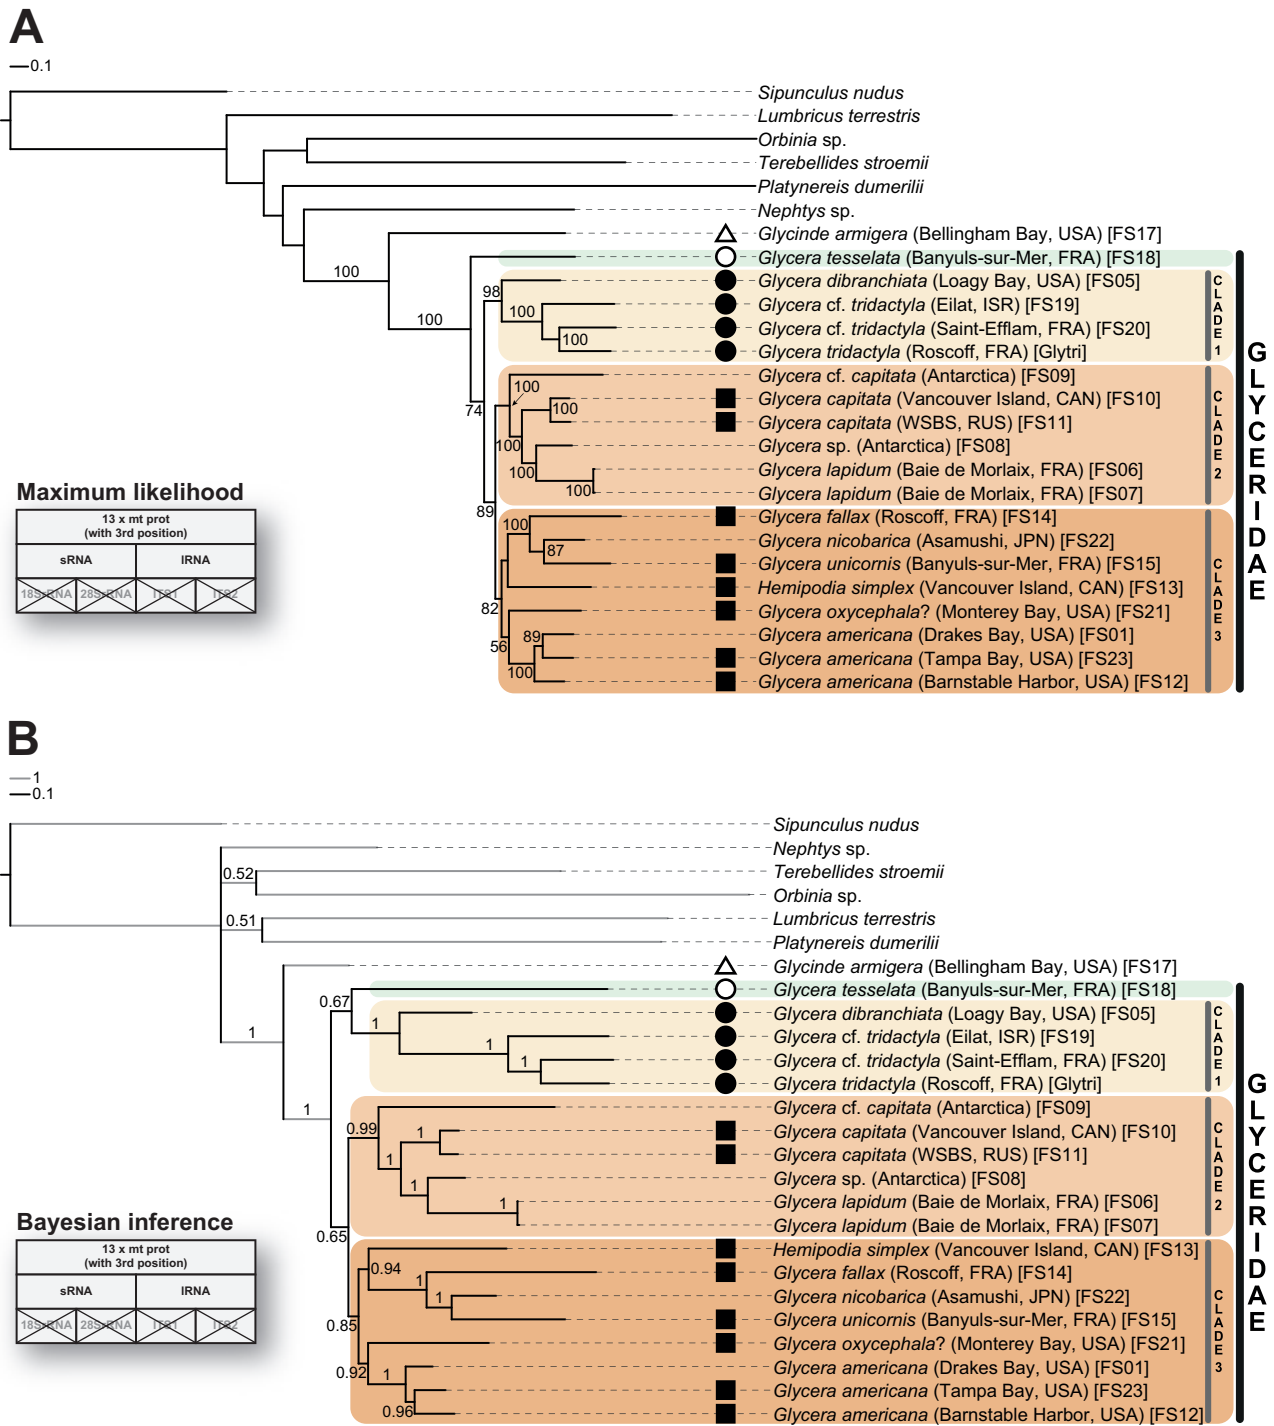 A
0.1
Sipunculus nudus
Lumbricus terrestris
Orbinia sp.
Terebellides stroemii
Platynereis dumerilii
Nephtys sp.
Glycinde armigera (Bellingham Bay, USA) [FS17]
100
Glycera tesselata (Banyuls-sur-Mer, FRA) [FS18]
Glycera dibranchiata (Loagy Bay, USA) [FS05]
98
Glycera cf. tridactyla (Eilat, ISR) [FS19]
100
100
Glycera cf. tridactyla (Saint-Efflam, FRA) [FS20]
100
Glycera tridactyla (Roscoff, FRA) [Glytri]
CLADE 1
Glycera cf. capitata (Antarctica) [FS09]
100
Glycera capitata (Vancouver Island, CAN) [FS10]
74
100
Glycera capitata (WSBS, RUS) [FS11]
100
Glycera sp. (Antarctica) [FS08]
100
Glycera lapidum (Baie de Morlaix, FRA) [FS06]
100
Glycera lapidum (Baie de Morlaix, FRA) [FS07]
CLADE 2
89
Glycera fallax (Roscoff, FRA) [FS14]
100
Glycera nicobarica (Asamushi, JPN) [FS22]
87
Glycera unicornis (Banyuls-sur-Mer, FRA) [FS15]
Hemipodia simplex (Vancouver Island, CAN) [FS13]
82
Glycera oxycephala? (Monterey Bay, USA) [FS21]
56
89
Glycera americana (Drakes Bay, USA) [FS01]
Glycera americana (Tampa Bay, USA) [FS23]
100
Glycera americana (Barnstable Harbor, USA) [FS12]
CLADE 3
GLYCERIDAE
Maximum likelihood
13 x mt prot
(with 3rd position)
sRNA lRNA
18S rRNA 28S rRNA ITS1 ITS2
B
1
0.1
Sipunculus nudus
Nephtys sp.
0.52
Terebellides stroemii
Orbinia sp.
0.51
Lumbricus terrestris
Platynereis dumerilii
Glycinde armigera (Bellingham Bay, USA) [FS17]
Glycera tesselata (Banyuls-sur-Mer, FRA) [FS18]
0.67
Glycera dibranchiata (Loagy Bay, USA) [FS05]
1
1
Glycera cf. tridactyla (Eilat, ISR) [FS19]
1
1
Glycera cf. tridactyla (Saint-Efflam, FRA) [FS20]
Glycera tridactyla (Roscoff, FRA) [Glytri]
CLADE 1
1
Glycera cf. capitata (Antarctica) [FS09]
0.99
1
Glycera capitata (Vancouver Island, CAN) [FS10]
1
Glycera capitata (WSBS, RUS) [FS11]
1
Glycera sp. (Antarctica) [FS08]
1
Glycera lapidum (Baie de Morlaix, FRA) [FS06]
Glycera lapidum (Baie de Morlaix, FRA) [FS07]
CLADE 2
0.65
Hemipodia simplex (Vancouver Island, CAN) [FS13]
0.94
1
Glycera fallax (Roscoff, FRA) [FS14]
1
Glycera nicobarica (Asamushi, JPN) [FS22]
Glycera unicornis (Banyuls-sur-Mer, FRA) [FS15]
0.85
Glycera oxycephala? (Monterey Bay, USA) [FS21]
0.92
1
Glycera americana (Drakes Bay, USA) [FS01]
Glycera americana (Tampa Bay, USA) [FS23]
0.96
Glycera americana (Barnstable Harbor, USA) [FS12]
CLADE 3
GLYCERIDAE
Bayesian inference
13 x mt prot
(with 3rd position)
sRNA lRNA
18S rRNA 28S rRNA ITS1 ITS2